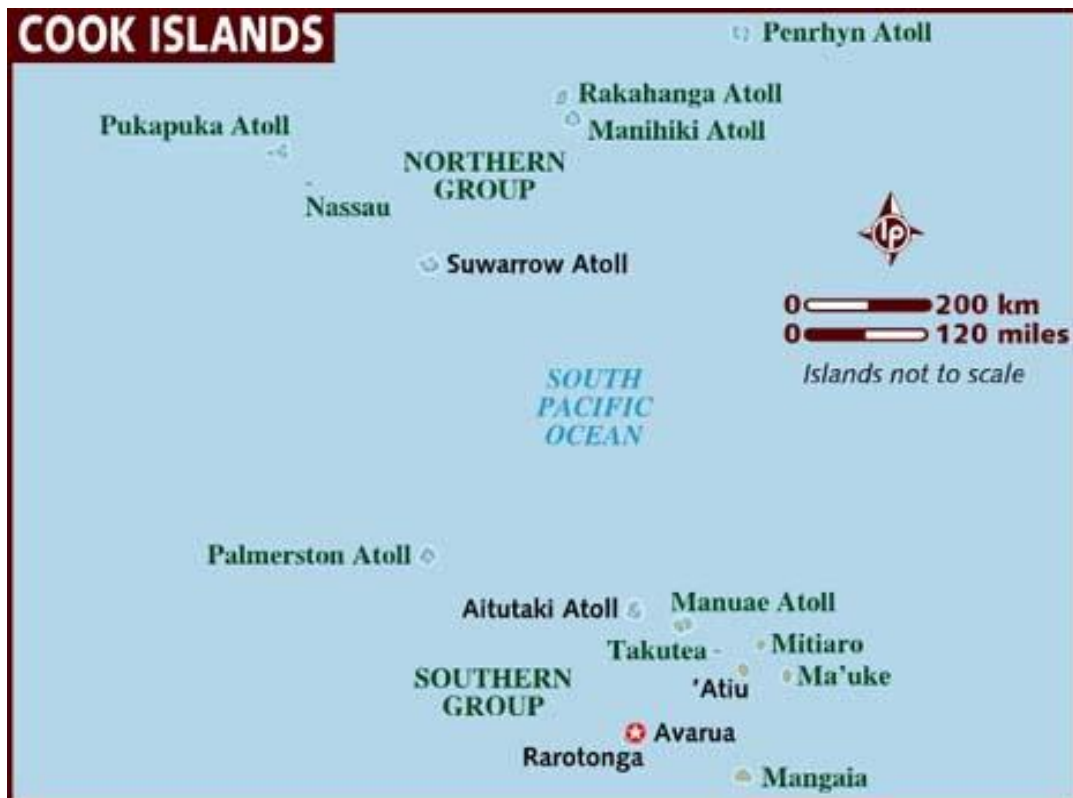 COOK ISLANDS
Penrhyn Atoll
Rakahanga Atoll
Manihiki Atoll
Pukapuka Atoll
NORTHERN
GROUP
Nassau
lp
Suwarrow Atoll
0 200 km
0 120 miles
Islands not to scale
SOUTH
PACIFIC
OCEAN
Palmerston Atoll
Aitutaki Atoll
Manuae Atoll
Takutea
Mitiaro
'Atiu
Ma'uke
SOUTHERN
GROUP
Avarua
Rarotonga
Mangaia